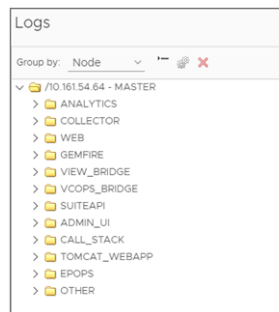 Logs
Group by: Node
/10.161.54.64 - MASTER
ANALYTICS
COLLECTOR
WEB
GEMFIRE
VIEW_BRIDGE
VCOPS_BRIDGE
SUITEAPI
ADMIN_UI
CALL_STACK
TOMCAT_WEBAPP
EPOPS
OTHER